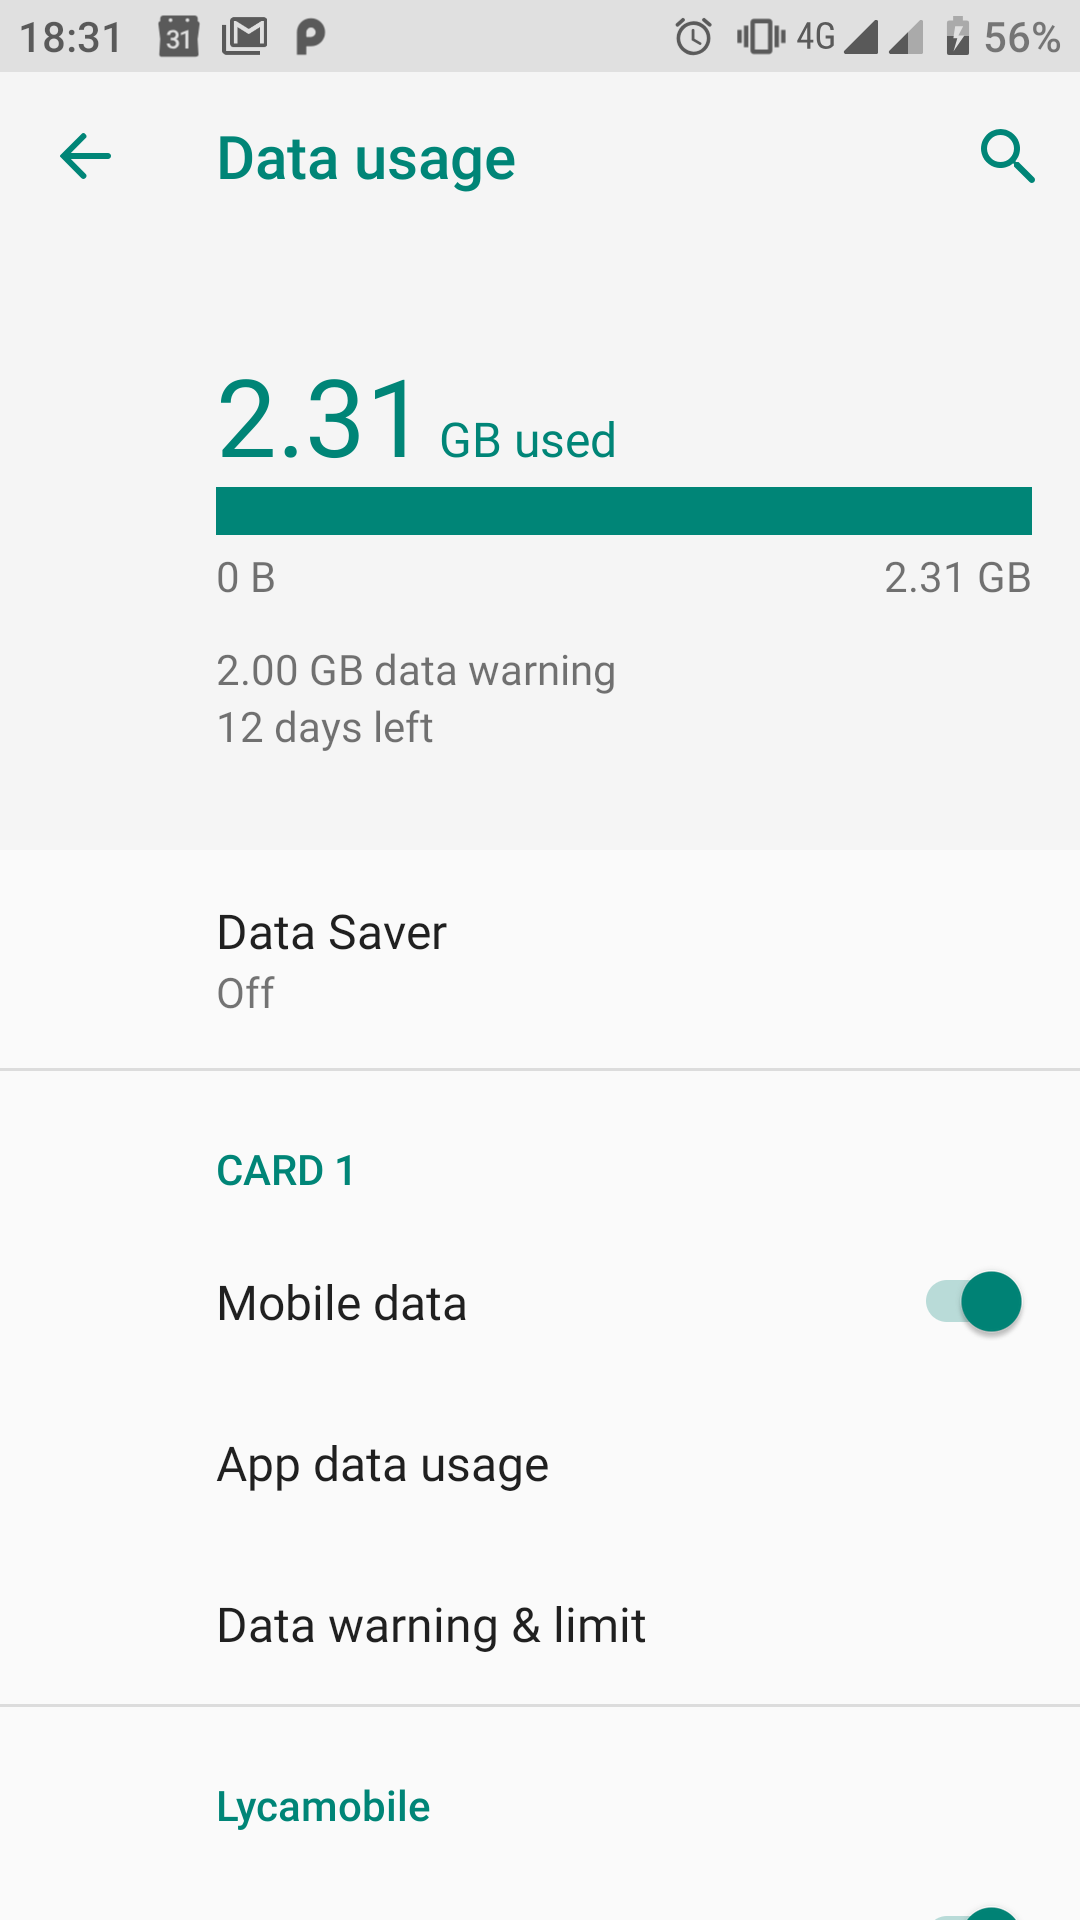 18:31 31 4G 56%
Data usage
2.31 GB used
0 B 2.31 GB
2.00 GB data warning
12 days left
Data Saver
Off
CARD 1
Mobile data
App data usage
Data warning & limit
Lycamobile